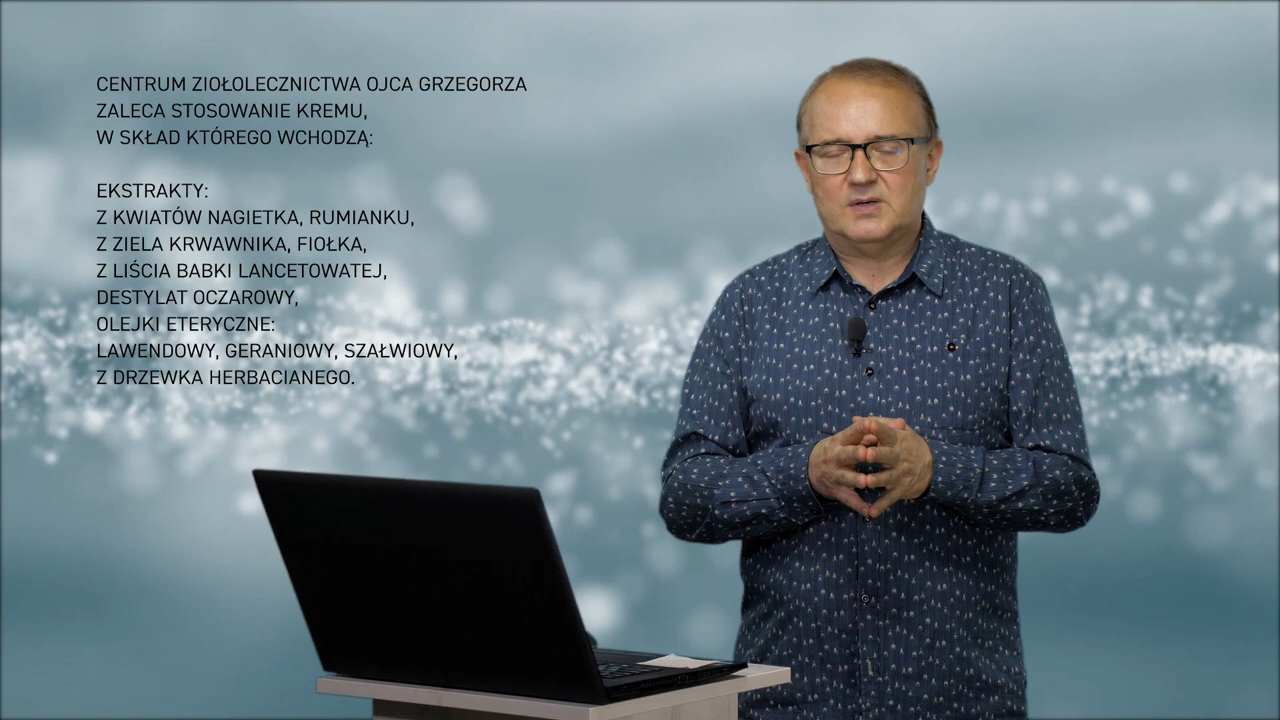 CENTRUM ZIOŁOLECZNICTWA OJCA GRZEGORZA
ZALECA STOSOWANIE KREMU,
W SKŁAD KTÓREGO WCHODZĄ:
EKSTRAKTY:
Z KWIATÓW NAGIETKA, RUMIANKU,
Z ZIELA KRWAWNIKA, FIOŁKA,
Z LIŚCIA BABKI LANCETOWATEJ,
DESTYLAT OCZAROWY,
OLEJKI ETERYCZNE:
LAWENDOWY, GERANIOWY, SZAŁWIOWY,
Z DRZEWKA HERBACIANEGO.